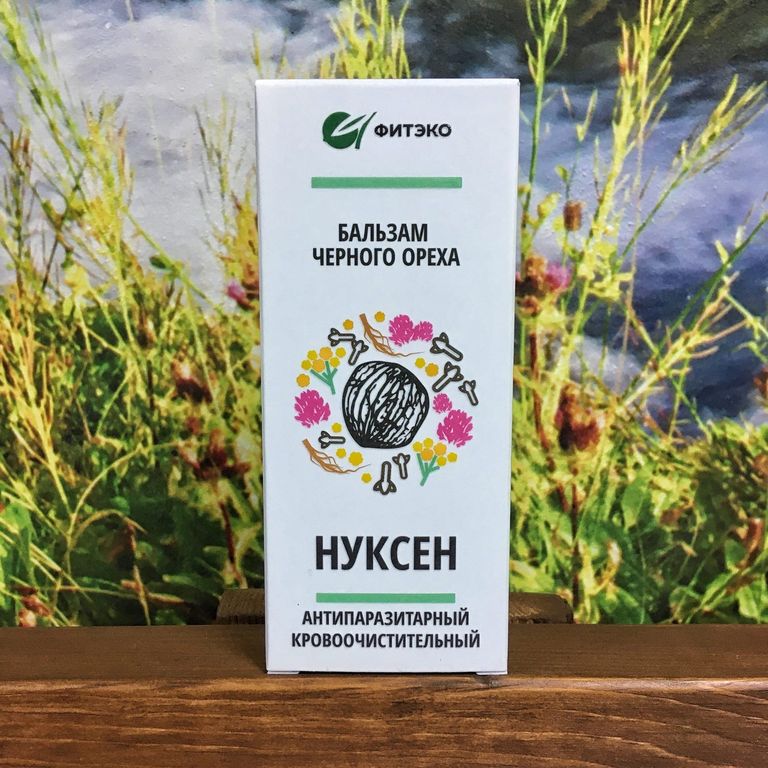 ФИТЭКО
БАЛЬЗАМ
ЧЕРНОГО ОРЕХА
НУКСЕН
АНТИПАРАЗИТАРНЫЙ
КРОВООЧИСТИТЕЛЬНЫЙ